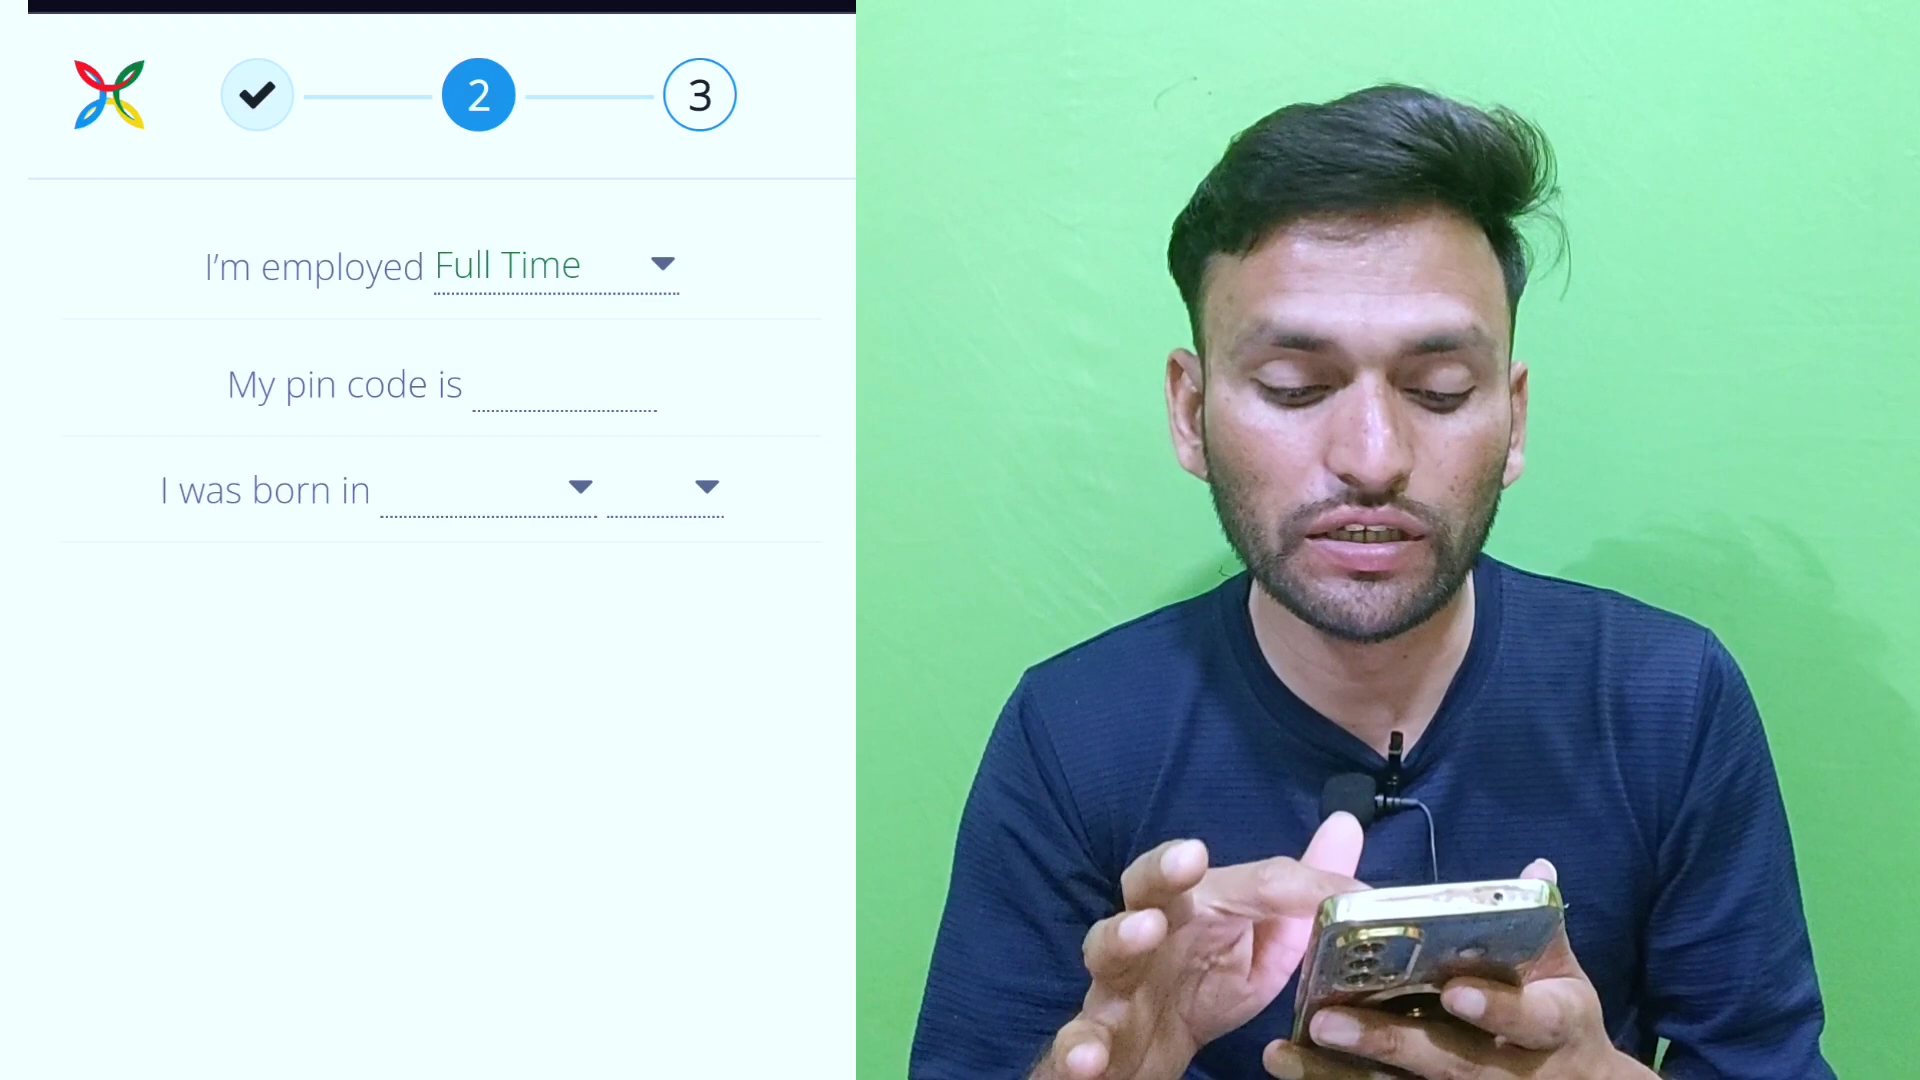 2
3
I'm employed Full Time
My pin code is
I was born in